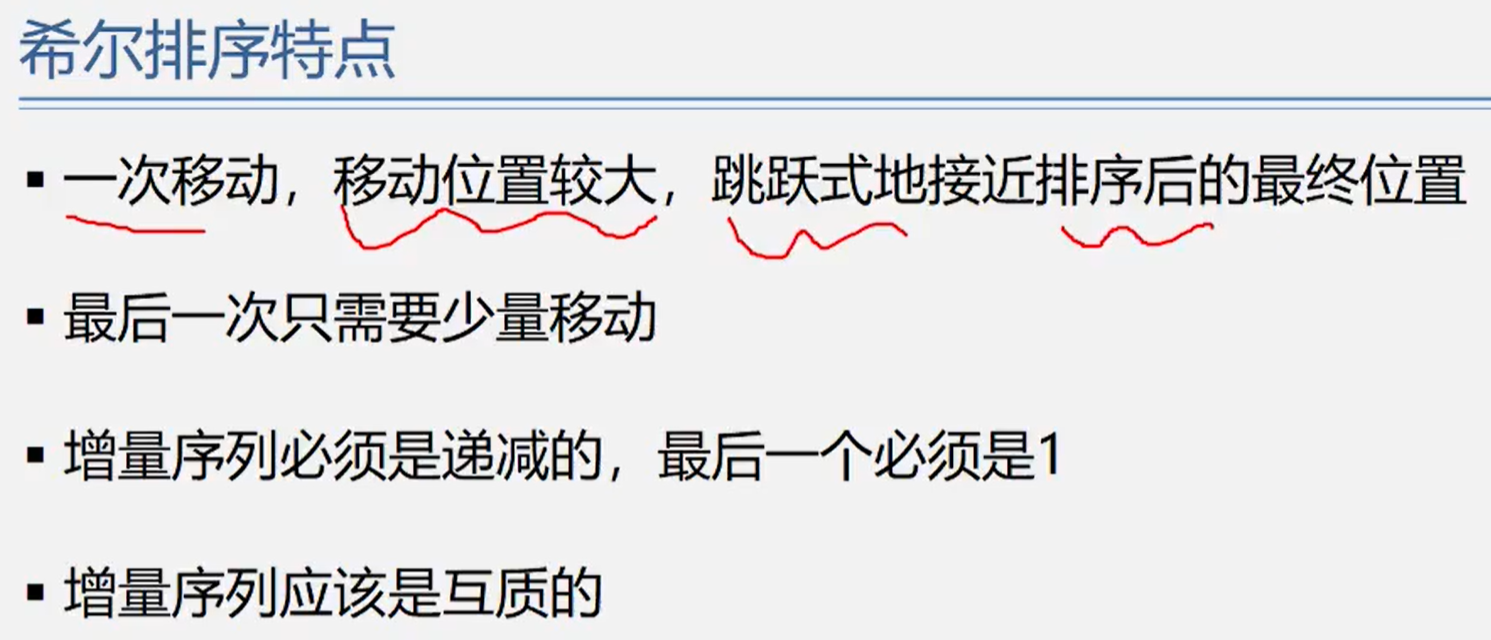 希尔排序特点
▪ 一次移动，移动位置较大，跳跃式地接近排序后的最终位置
▪ 最后一次只需要少量移动
▪ 增量序列必须是递减的，最后一个必须是1
▪ 增量序列应该是互质的